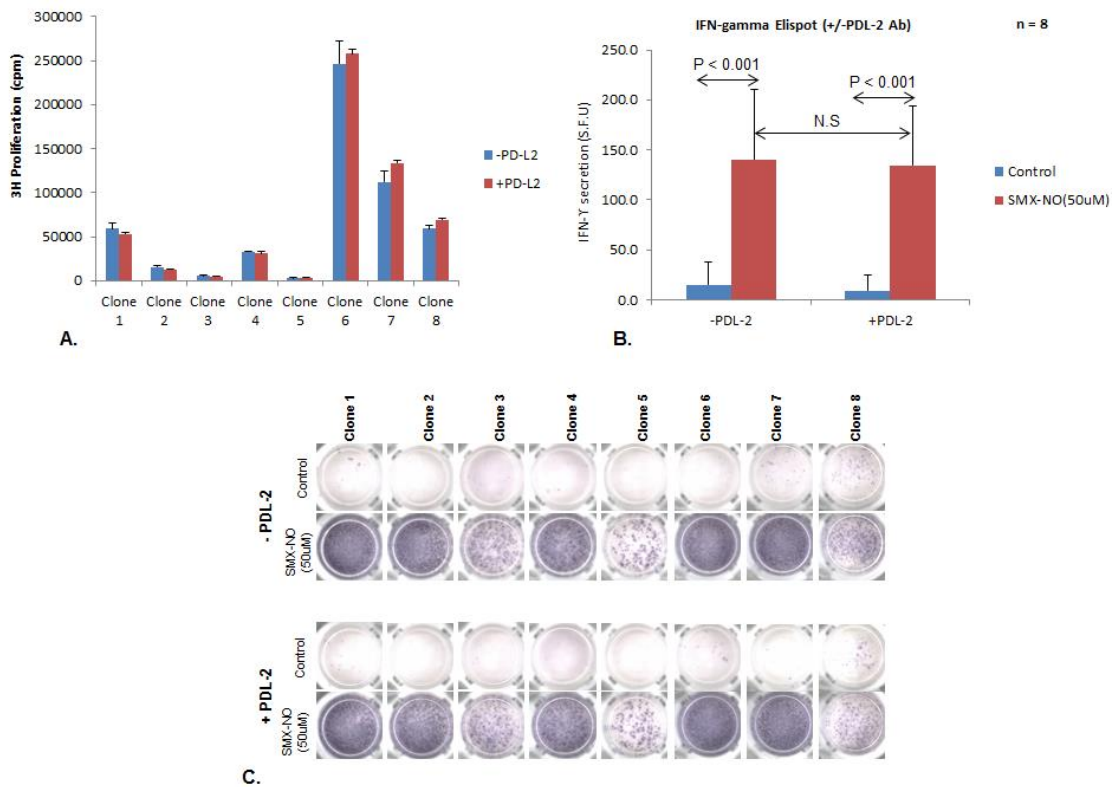 300000
250000
200000
150000
100000
50000
0
3H Proliferation (cpm)
Clone 1
Clone 2
Clone 3
Clone 4
Clone 5
Clone 6
Clone 7
Clone 8
-PD-L2
+PD-L2
A.
IFN-gamma Elispot (+/-PDL-2 Ab)
n = 8
250.0
200.0
150.0
100.0
50.0
0.0
IFN-ϒ secretion (S.F.U)
P < 0.001
P < 0.001
N.S
-PDL-2
+PDL-2
Control
SMX-NO(50uM)
B.
Clone 1
Clone 2
Clone 3
Clone 4
Clone 5
Clone 6
Clone 7
Clone 8
- PDL-2
Control
SMX-NO
(50uM)
+ PDL-2
Control
SMX-NO
(50uM)
C.